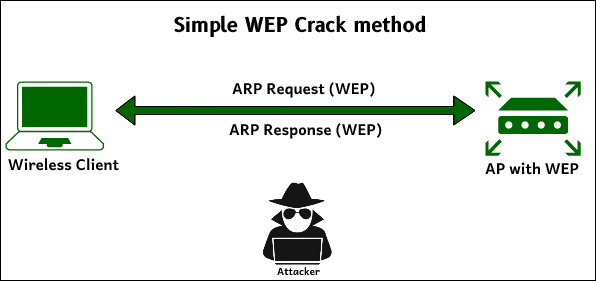 Simple WEP Crack method
ARP Request (WEP)
ARP Response (WEP)
Wireless Client
AP with WEP
Attacker